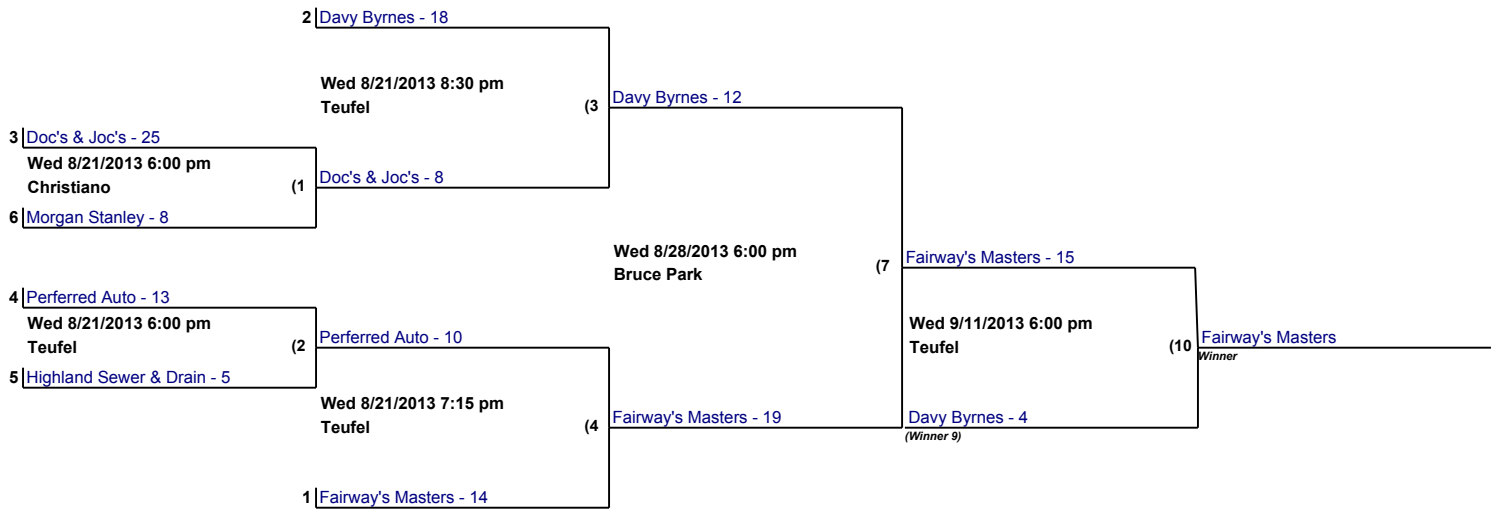 2 Davy Byrnes - 18
Wed 8/21/2013 8:30 pm
Teufel (3
Davy Byrnes - 12
3 Doc's & Joc's - 25
Wed 8/21/2013 6:00 pm
Christiano (1
Doc's & Joc's - 8
6 Morgan Stanley - 8
Wed 8/28/2013 6:00 pm
Bruce Park (7
Fairway's Masters - 15
4 Perferred Auto - 13
Wed 8/21/2013 6:00 pm
Teufel (2
Perferred Auto - 10
5 Highland Sewer & Drain - 5
Wed 9/11/2013 6:00 pm
Teufel (10
Fairway's Masters
Winner
Wed 8/21/2013 7:15 pm
Teufel (4
Fairway's Masters - 19
Davy Byrnes - 4
(Winner 9)
1 Fairway's Masters - 14